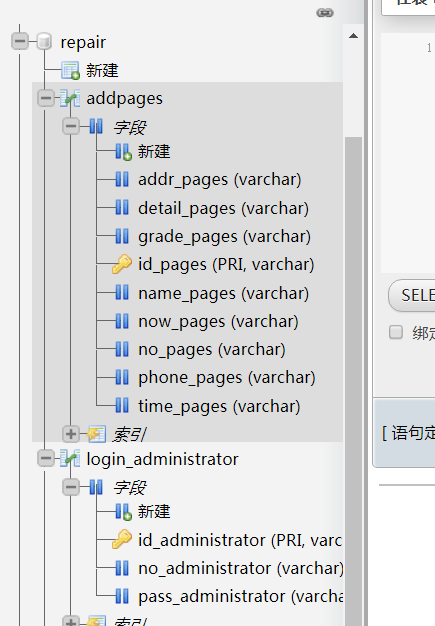 repair
新建
addpages
字段
新建
addr_pages (varchar)
detail_pages (varchar)
grade_pages (varchar)
id_pages (PRI, varchar)
name_pages (varchar)
now_pages (varchar)
no_pages (varchar)
phone_pages (varchar)
time_pages (varchar)
索引
login_administrator
字段
新建
id_administrator (PRI, varc
no_administrator (varchar)
pass_administrator (varcha
索引
1
SELE
绑定
[ 语句定